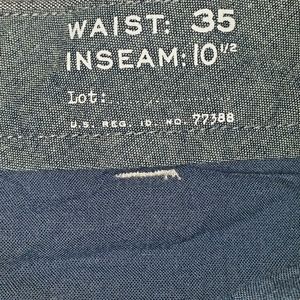 WAIST: 35
INSEAM: 10 1/2
Lot: ........
U.S. REG. ID. NO. 77388